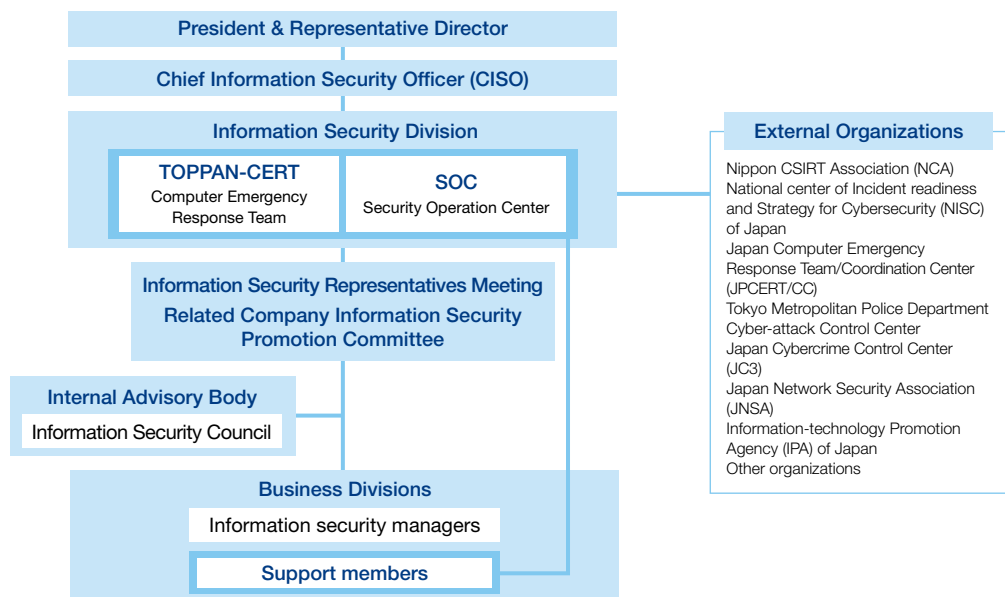 President & Representative Director
Chief Information Security Officer (CISO)
Information Security Division
TOPPAN-CERT
Computer Emergency
Response Team
SOC
Security Operation Center
Information Security Representatives Meeting
Related Company Information Security
Promotion Committee
Internal Advisory Body
Information Security Council
Business Divisions
Information security managers
Support members
External Organizations
Nippon CSIRT Association (NCA)
National center of Incident readiness
and Strategy for Cybersecurity (NISC)
of Japan
Japan Computer Emergency
Response Team/Coordination Center
(JPCERT/CC)
Tokyo Metropolitan Police Department
Cyber-attack Control Center
Japan Cybercrime Control Center
(JC3)
Japan Network Security Association
(JNSA)
Information-technology Promotion
Agency (IPA) of Japan
Other organizations